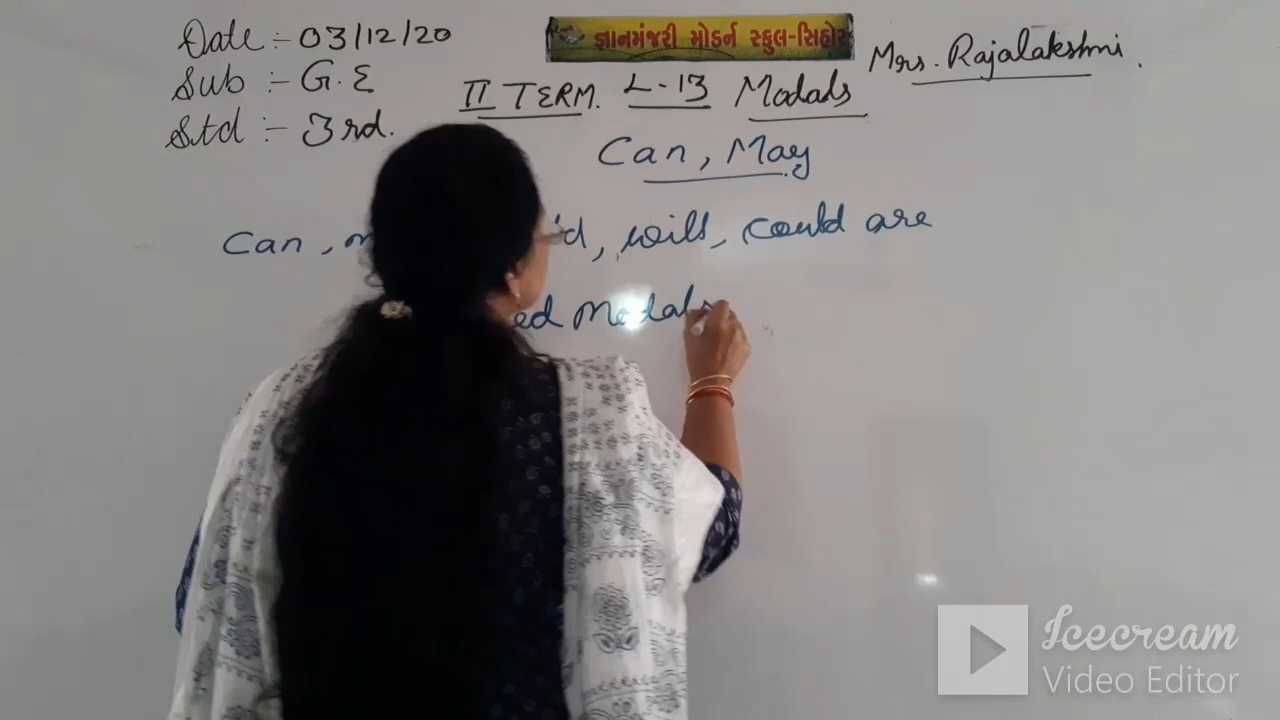 Date :- 03/12/20
જ્ઞાનમંજરી મોડર્ન સ્કુલ-સિહોર
Mrs. Rajalakshmi.
Sub :- G.E
II TERM. L-13 Modals
Std :- 3rd.
Can, May
Can, will, could are
ed Modals
Icecream
Video Editor